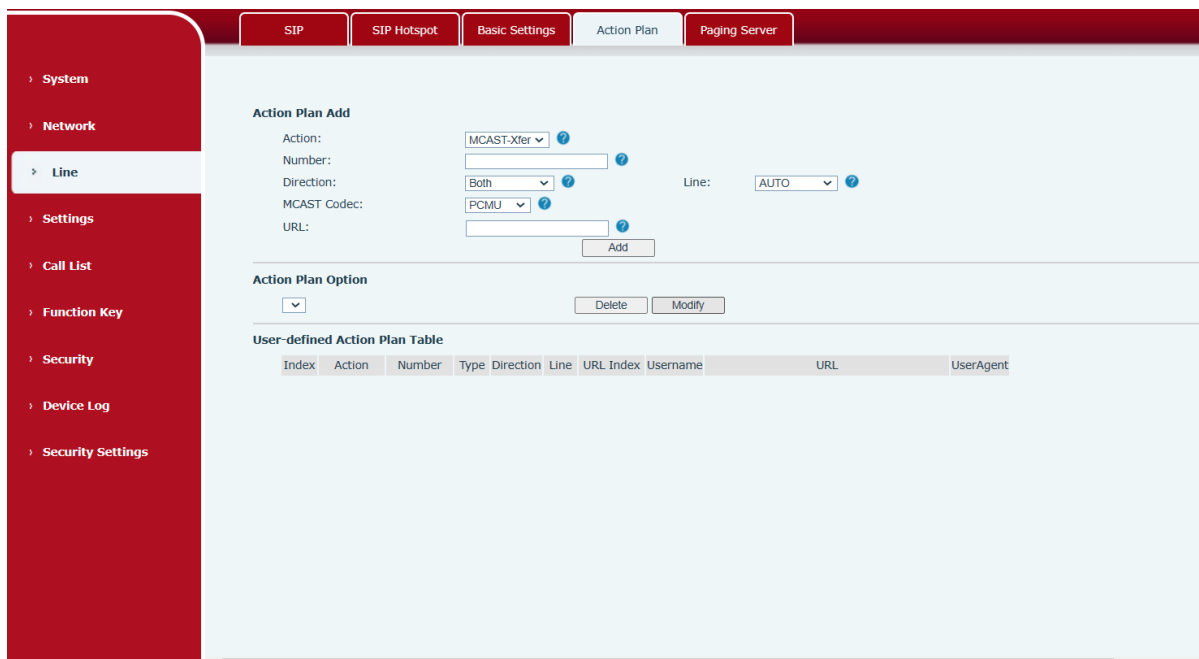 SIP SIP Hotspot Basic Settings Action Plan Paging Server
› System
› Network
› Line
› Settings
› Call List
› Function Key
› Security
› Device Log
› Security Settings
Action Plan Add
Action: MCAST-Xfer ?
Number: ?
Direction: Both ? Line: AUTO ?
MCAST Codec: PCMU ?
URL: ?
Add
Action Plan Option
Delete Modify
User-defined Action Plan Table
Index Action Number Type Direction Line URL Index Username URL UserAgent